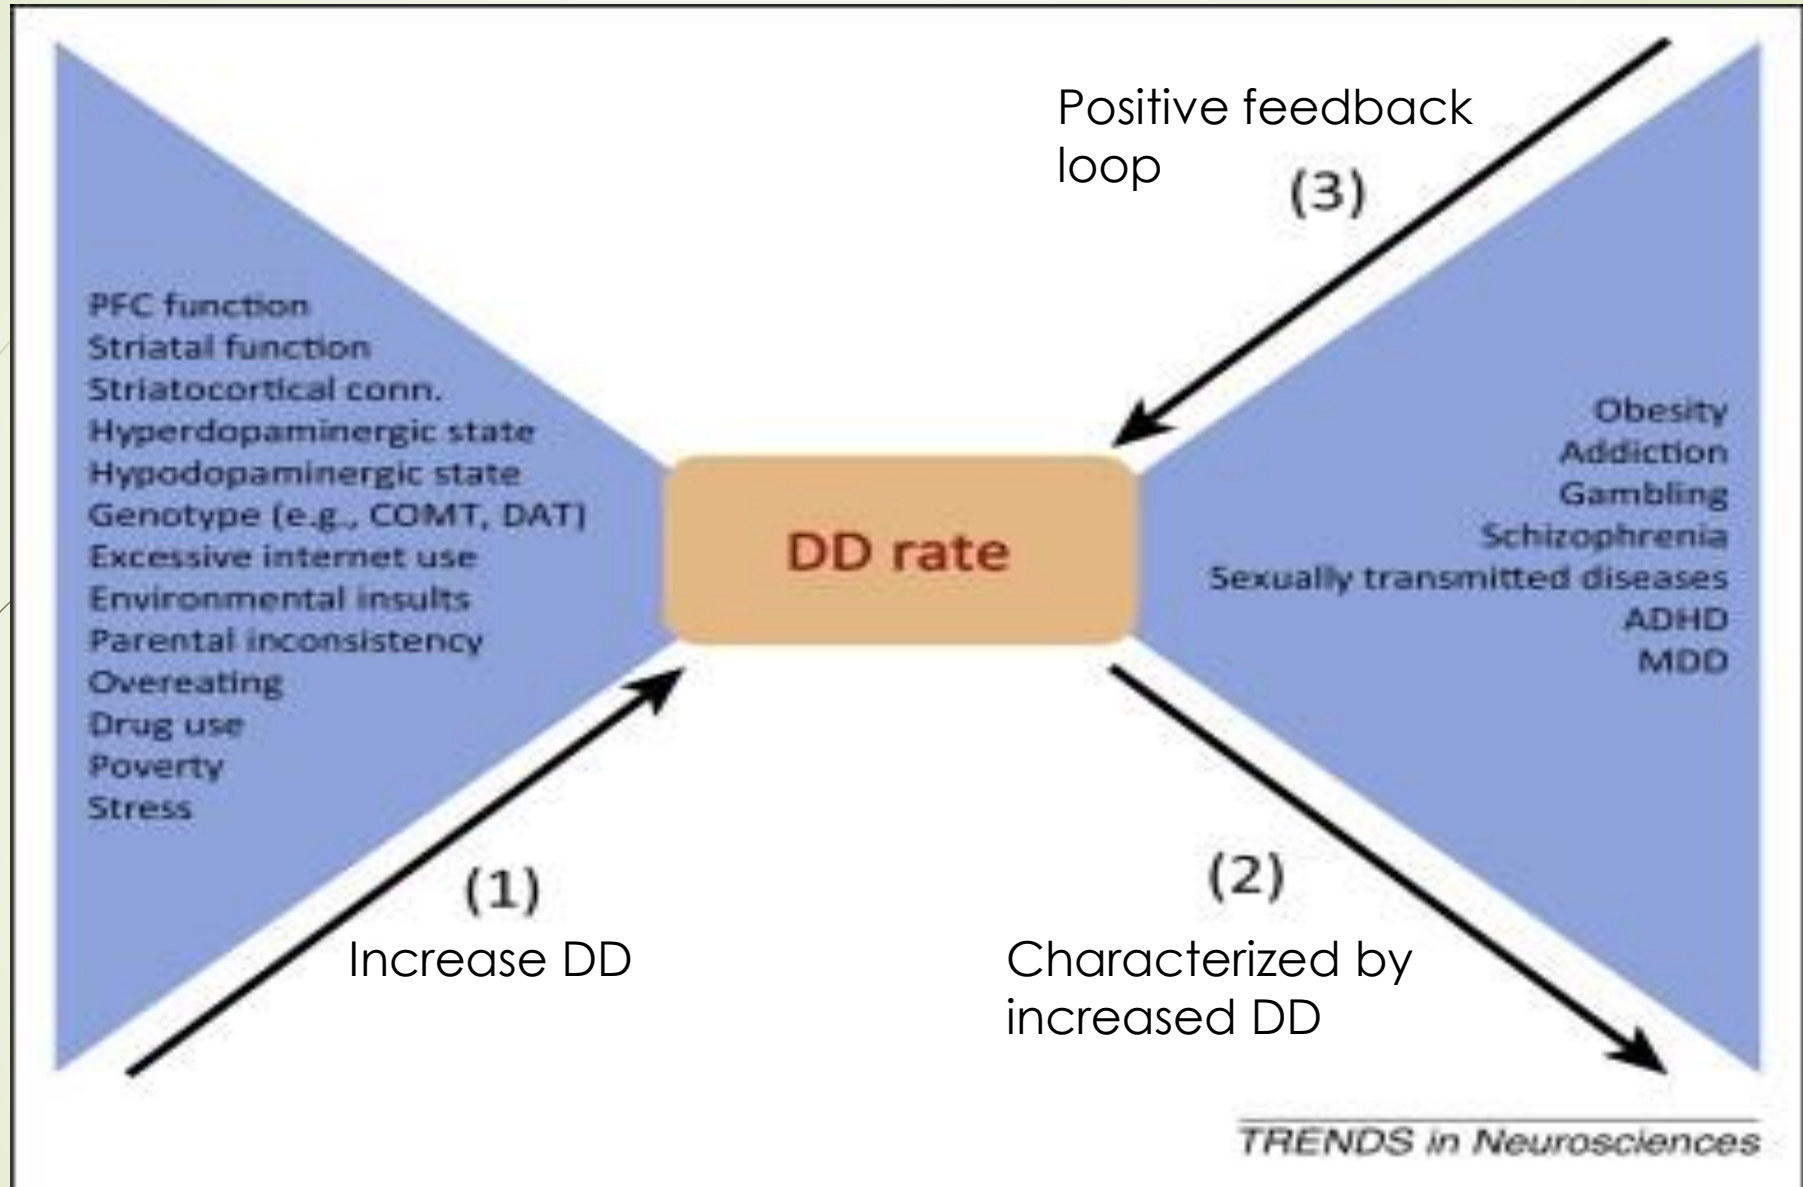 Positive feedback
loop
(3)
PFC function
Striatal function
Striatocortical conn.
Hyperdopaminergic state
Hypodopaminergic state
Genotype (e.g., COMT, DAT)
Excessive internet use
Environmental insults
Parental inconsistency
Overeating
Drug use
Poverty
Stress
DD rate
Obesity
Addiction
Gambling
Schizophrenia
Sexually transmitted diseases
ADHD
MDD
(1)
Increase DD
(2)
Characterized by
increased DD
TRENDS in Neurosciences